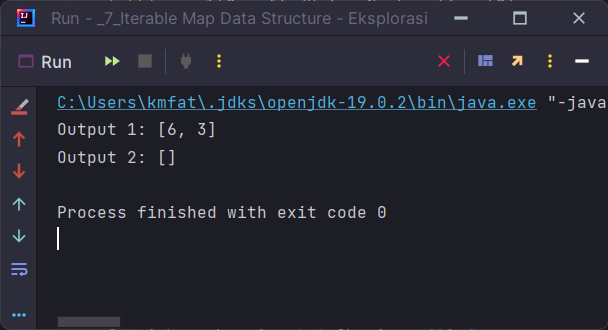 Run - _7_Iterable Map Data Structure - Eksplorasi
Run
C:\Users\kmfat\.jdks\openjdk-19.0.2\bin\java.exe "-java
Output 1: [6, 3]
Output 2: []
Process finished with exit code 0